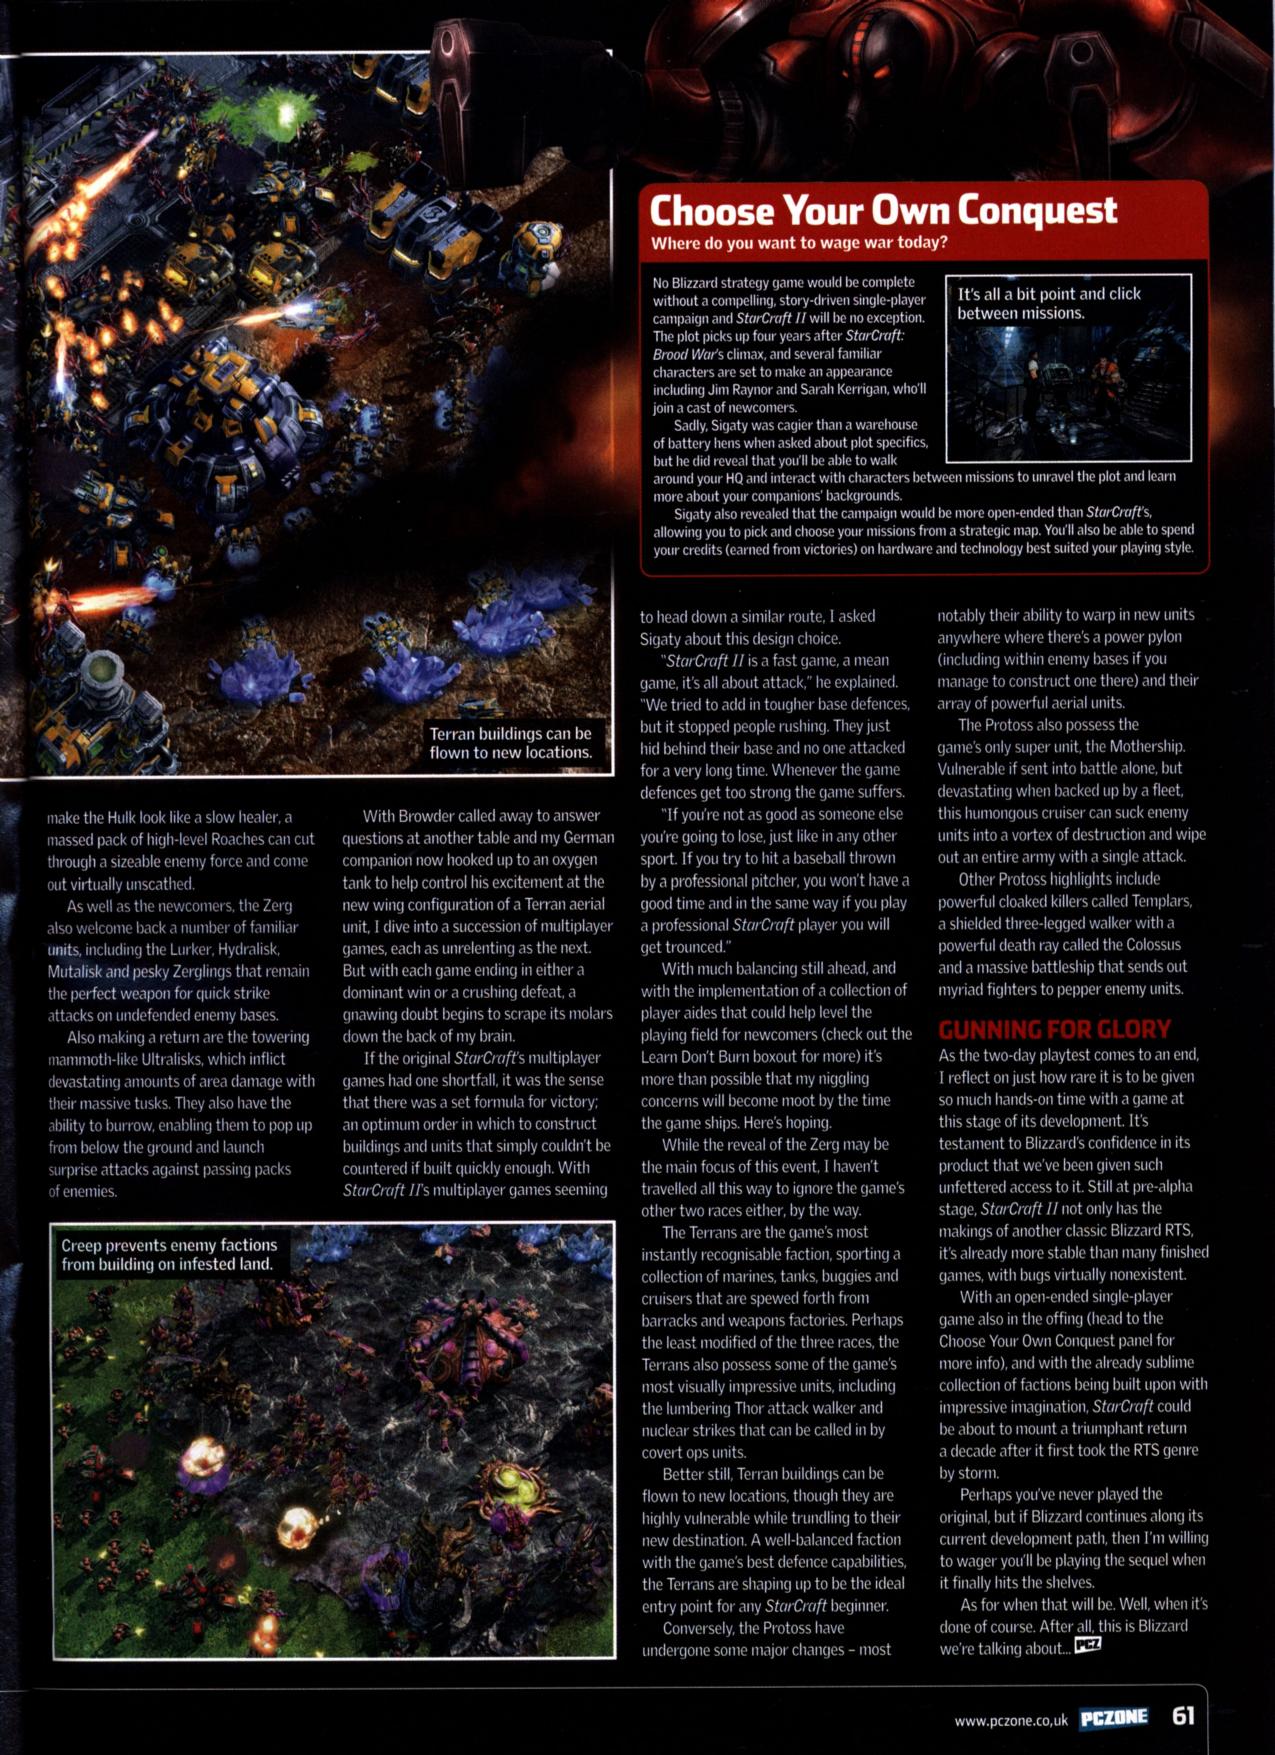 Choose Your Own Conquest
Where do you want to wage war today?
No Blizzard strategy game would be complete
without a compelling, story-driven single-player
campaign and StarCraft II will be no exception.
The plot picks up four years after StarCraft:
Brood War's climax, and several familiar
characters are set to make an appearance
including Jim Raynor and Sarah Kerrigan, who'll
join a cast of newcomers.
Sadly, Sigaty was cagier than a warehouse
of battery hens when asked about plot specifics,
but he did reveal that you'll be able to walk
around your HQ and interact with characters between missions to unravel the plot and learn
more about your companions' backgrounds.
Sigaty also revealed that the campaign would be more open-ended than StarCraft's,
allowing you to pick and choose your missions from a strategic map. You'll also be able to spend
your credits (earned from victories) on hardware and technology best suited your playing style.
It's all a bit point and click
between missions.
Terran buildings can be
flown to new locations.
make the Hulk look like a slow healer, a
massed pack of high-level Roaches can cut
through a sizeable enemy force and come
out virtually unscathed.
As well as the newcomers, the Zerg
also welcome back a number of familiar
units, including the Lurker, Hydralisk,
Mutalisk and pesky Zerglings that remain
the perfect weapon for quick strike
attacks on undefended enemy bases.
Also making a return are the towering
mammoth-like Ultralisks, which inflict
devastating amounts of area damage with
their massive tusks. They also have the
ability to burrow, enabling them to pop up
from below the ground and launch
surprise attacks against passing packs
of enemies.
With Browder called away to answer
questions at another table and my German
companion now hooked up to an oxygen
tank to help control his excitement at the
new wing configuration of a Terran aerial
unit, I dive into a succession of multiplayer
games, each as unrelenting as the next.
But with each game ending in either a
dominant win or a crushing defeat, a
gnawing doubt begins to scrape its molars
down the back of my brain.
If the original StarCraft's multiplayer
games had one shortfall, it was the sense
that there was a set formula for victory;
an optimum order in which to construct
buildings and units that simply couldn't be
countered if built quickly enough. With
StarCraft II's multiplayer games seeming
Creep prevents enemy factions
from building on infested land.
to head down a similar route, I asked
Sigaty about this design choice.
"StarCraft II is a fast game, a mean
game, it's all about attack," he explained.
"We tried to add in tougher base defences,
but it stopped people rushing. They just
hid behind their base and no one attacked
for a very long time. Whenever the game
defences get too strong the game suffers.
"If you're not as good as someone else
you're going to lose, just like in any other
sport. If you try to hit a baseball thrown
by a professional pitcher, you won't have a
good time and in the same way if you play
a professional StarCraft player you will
get trounced."
With much balancing still ahead, and
with the implementation of a collection of
player aides that could help level the
playing field for newcomers (check out the
Learn Don't Burn boxout for more) it's
more than possible that my niggling
concerns will become moot by the time
the game ships. Here's hoping.
While the reveal of the Zerg may be
the main focus of this event, I haven't
travelled all this way to ignore the game's
other two races either, by the way.
The Terrans are the game's most
instantly recognisable faction, sporting a
collection of marines, tanks, buggies and
cruisers that are spewed forth from
barracks and weapons factories. Perhaps
the least modified of the three races, the
Terrans also possess some of the game's
most visually impressive units, including
the lumbering Thor attack walker and
nuclear strikes that can be called in by
covert ops units.
Better still, Terran buildings can be
flown to new locations, though they are
highly vulnerable while trundling to their
new destination. A well-balanced faction
with the game's best defence capabilities,
the Terrans are shaping up to be the ideal
entry point for any StarCraft beginner.
Conversely, the Protoss have
undergone some major changes – most
notably their ability to warp in new units
anywhere where there's a power pylon
(including within enemy bases if you
manage to construct one there) and their
array of powerful aerial units.
The Protoss also possess the
game's only super unit, the Mothership.
Vulnerable if sent into battle alone, but
devastating when backed up by a fleet,
this humongous cruiser can suck enemy
units into a vortex of destruction and wipe
out an entire army with a single attack.
Other Protoss highlights include
powerful cloaked killers called Templars,
a shielded three-legged walker with a
powerful death ray called the Colossus
and a massive battleship that sends out
myriad fighters to pepper enemy units.
GUNNING FOR GLORY
As the two-day playtest comes to an end,
I reflect on just how rare it is to be given
so much hands-on time with a game at
this stage of its development. It's
testament to Blizzard's confidence in its
product that we've been given such
unfettered access to it. Still at pre-alpha
stage, StarCraft II not only has the
makings of another classic Blizzard RTS,
it's already more stable than many finished
games, with bugs virtually nonexistent.
With an open-ended single-player
game also in the offing (head to the
Choose Your Own Conquest panel for
more info), and with the already sublime
collection of factions being built upon with
impressive imagination, StarCraft could
be about to mount a triumphant return
a decade after it first took the RTS genre
by storm.
Perhaps you've never played the
original, but if Blizzard continues along its
current development path, then I'm willing
to wager you'll be playing the sequel when
it finally hits the shelves.
As for when that will be. Well, when it's
done of course. After all, this is Blizzard
we're talking about... PCZ
www.pczone.co.uk PCZONE 61